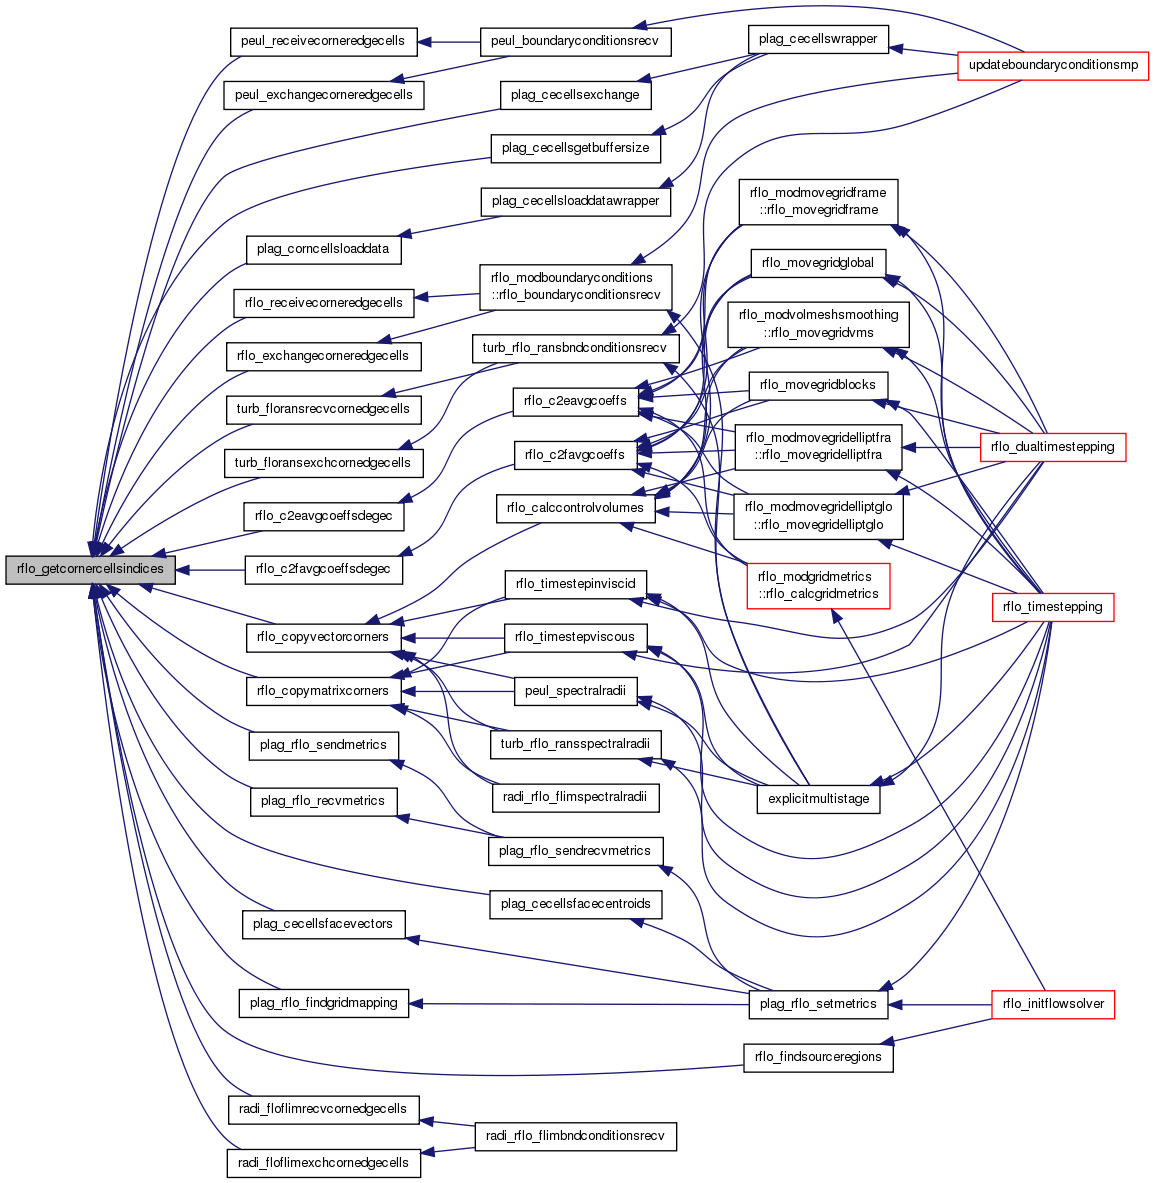 rflo_getcornercellsindices
peul_receivecorneredgecells
peul_exchangecorneredgecells
plag_corncellsloaddata
rflo_receivecorneredgecells
rflo_exchangecorneredgecells
turb_floransrecvcornedgecells
turb_floransexchcornedgecells
rflo_c2eavgcoeffsdegec
rflo_c2favgcoeffsdegec
rflo_copyvectorcorners
rflo_copymatrixcorners
plag_rflo_sendmetrics
plag_rflo_recvmetrics
plag_cecellsfacevectors
plag_rflo_findgridmapping
radi_floflimrecvcornedgecells
radi_floflimexchcornedgecells
peul_boundaryconditionsrecv
plag_cecellsexchange
plag_cecellsgetbuffersize
plag_cecellsloaddatawrapper
rflo_modboundaryconditions
::rflo_boundaryconditionsrecv
turb_rflo_ransbndconditionsrecv
rflo_c2eavgcoeffs
rflo_c2favgcoeffs
rflo_calccontrolvolumes
rflo_timestepinviscid
rflo_timestepviscous
peul_spectralradii
turb_rflo_ransspectralradii
radi_rflo_flimspectralradii
plag_rflo_sendrecvmetrics
plag_cecellsfacecentroids
radi_rflo_flimbndconditionsrecv
plag_cecellswrapper
rflo_modmovegridframe
::rflo_movegridframe
rflo_movegridglobal
rflo_modvolmeshsmoothing
::rflo_movegridvms
rflo_movegridblocks
rflo_modmovegridelliptfra
::rflo_movegridelliptfra
rflo_modmovegridelliptglo
::rflo_movegridelliptglo
rflo_modgridmetrics
::rflo_calcgridmetrics
explicitmultistage
plag_rflo_setmetrics
rflo_findsourceregions
updateboundaryconditionsmp
rflo_dualtimestepping
rflo_timestepping
rflo_initflowsolver